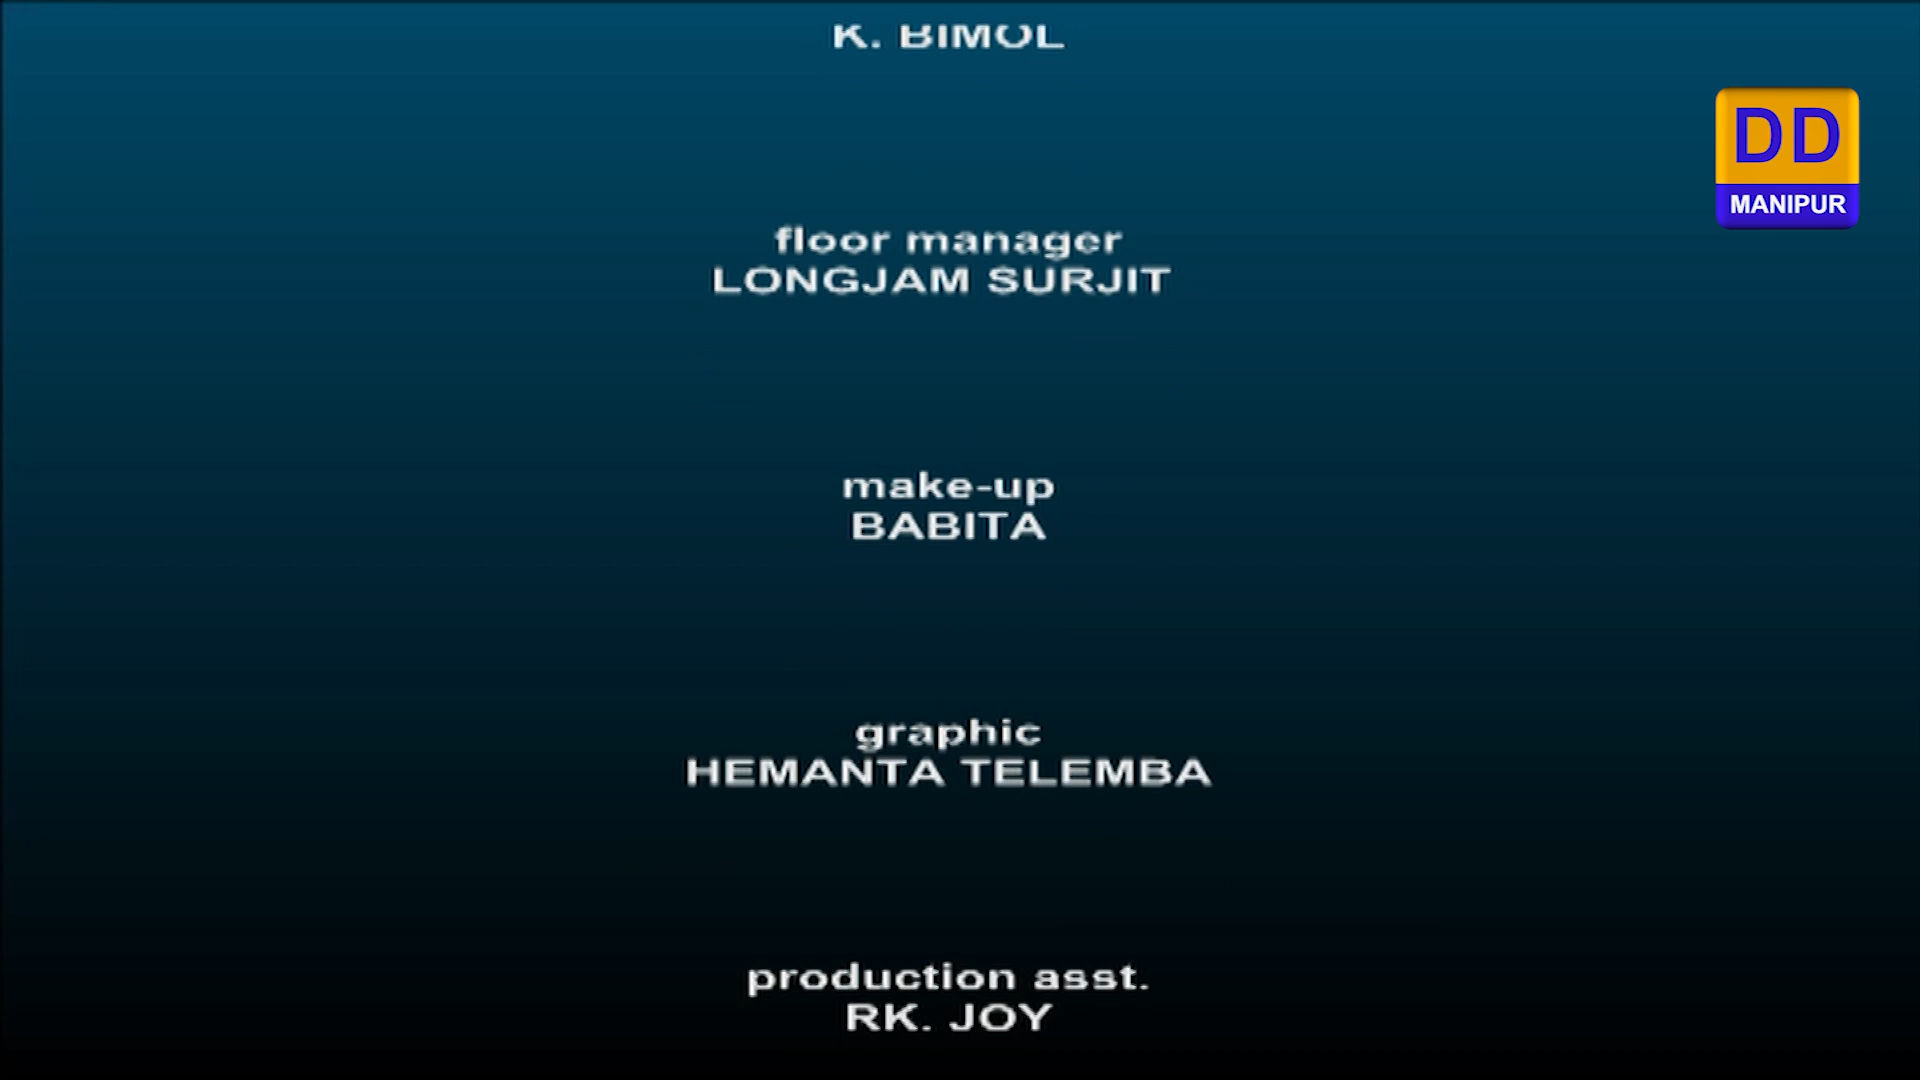 K. BIMOL
DD
MANIPUR
floor manager
LONGJAM SURJIT
make-up
BABITA
graphic
HEMANTA TELEMBA
production asst.
RK. JOY